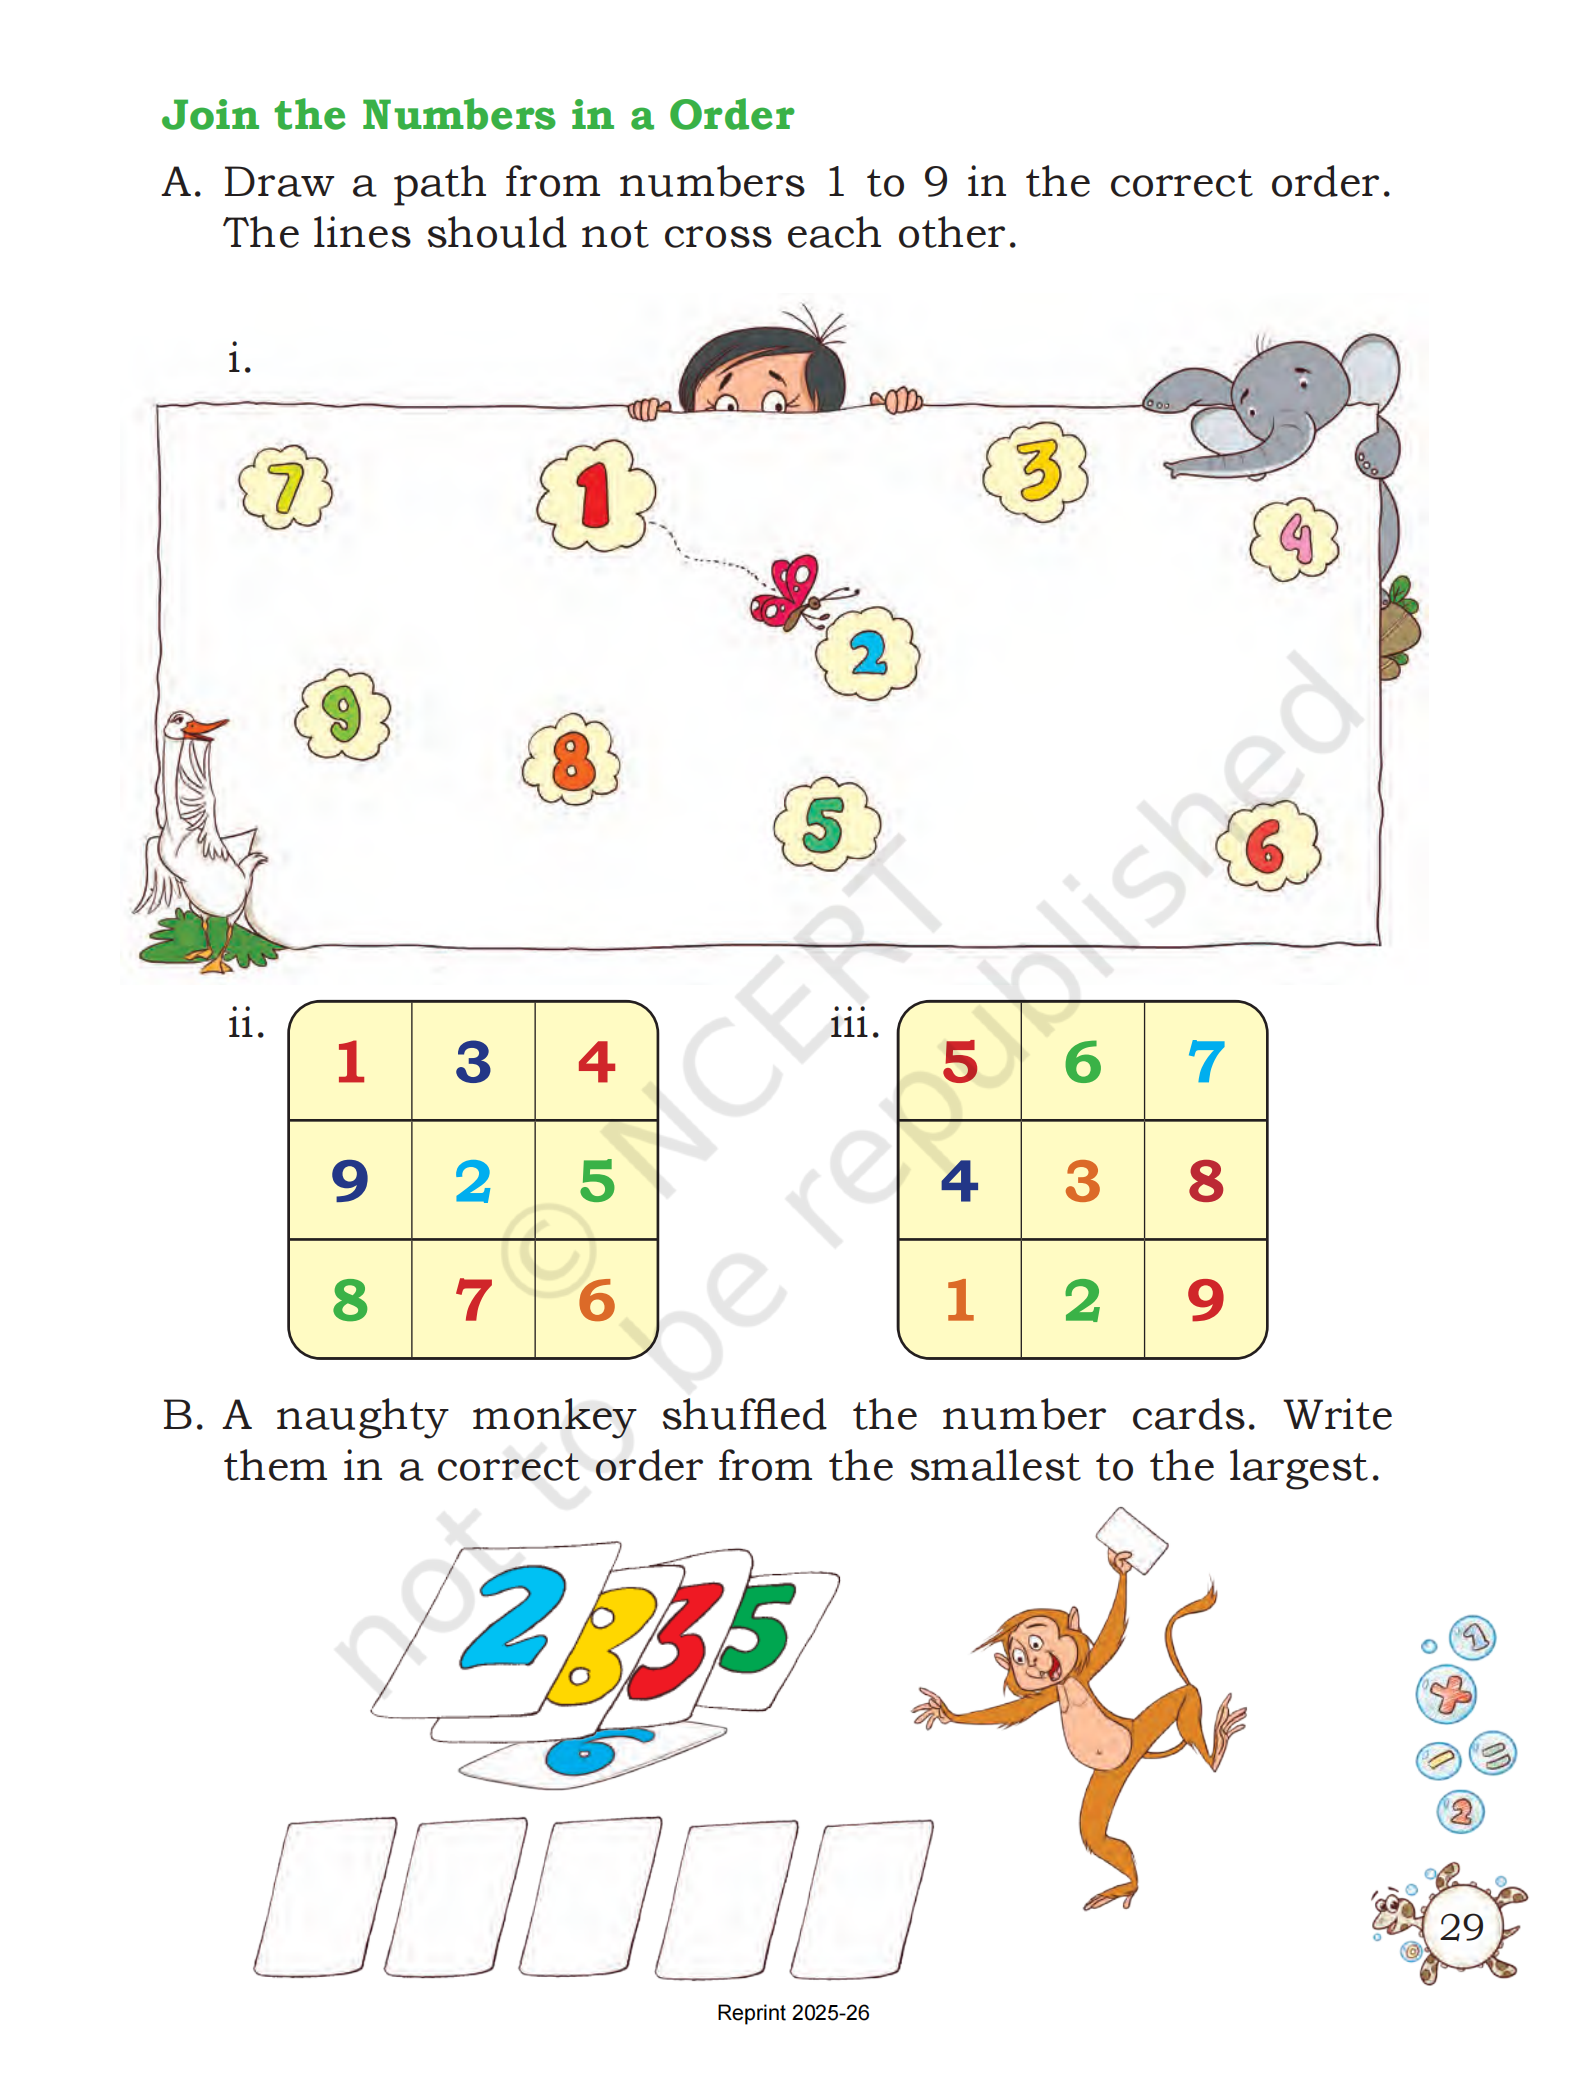 Join the Numbers in a Order
A. Draw a path from numbers 1 to 9 in the correct order.
The lines should not cross each other.
i.
7 1 3
4
2
9
8
5 6
ii.
1 3 4
9 2 5
8 7 6
iii.
5 6 7
4 3 8
1 2 9
B. A naughty monkey shuffled the number cards. Write
them in a correct order from the smallest to the largest.
2 8 3 5
6
1
+
−
=
2
29
© NCERT
not to be republished
Reprint 2025-26